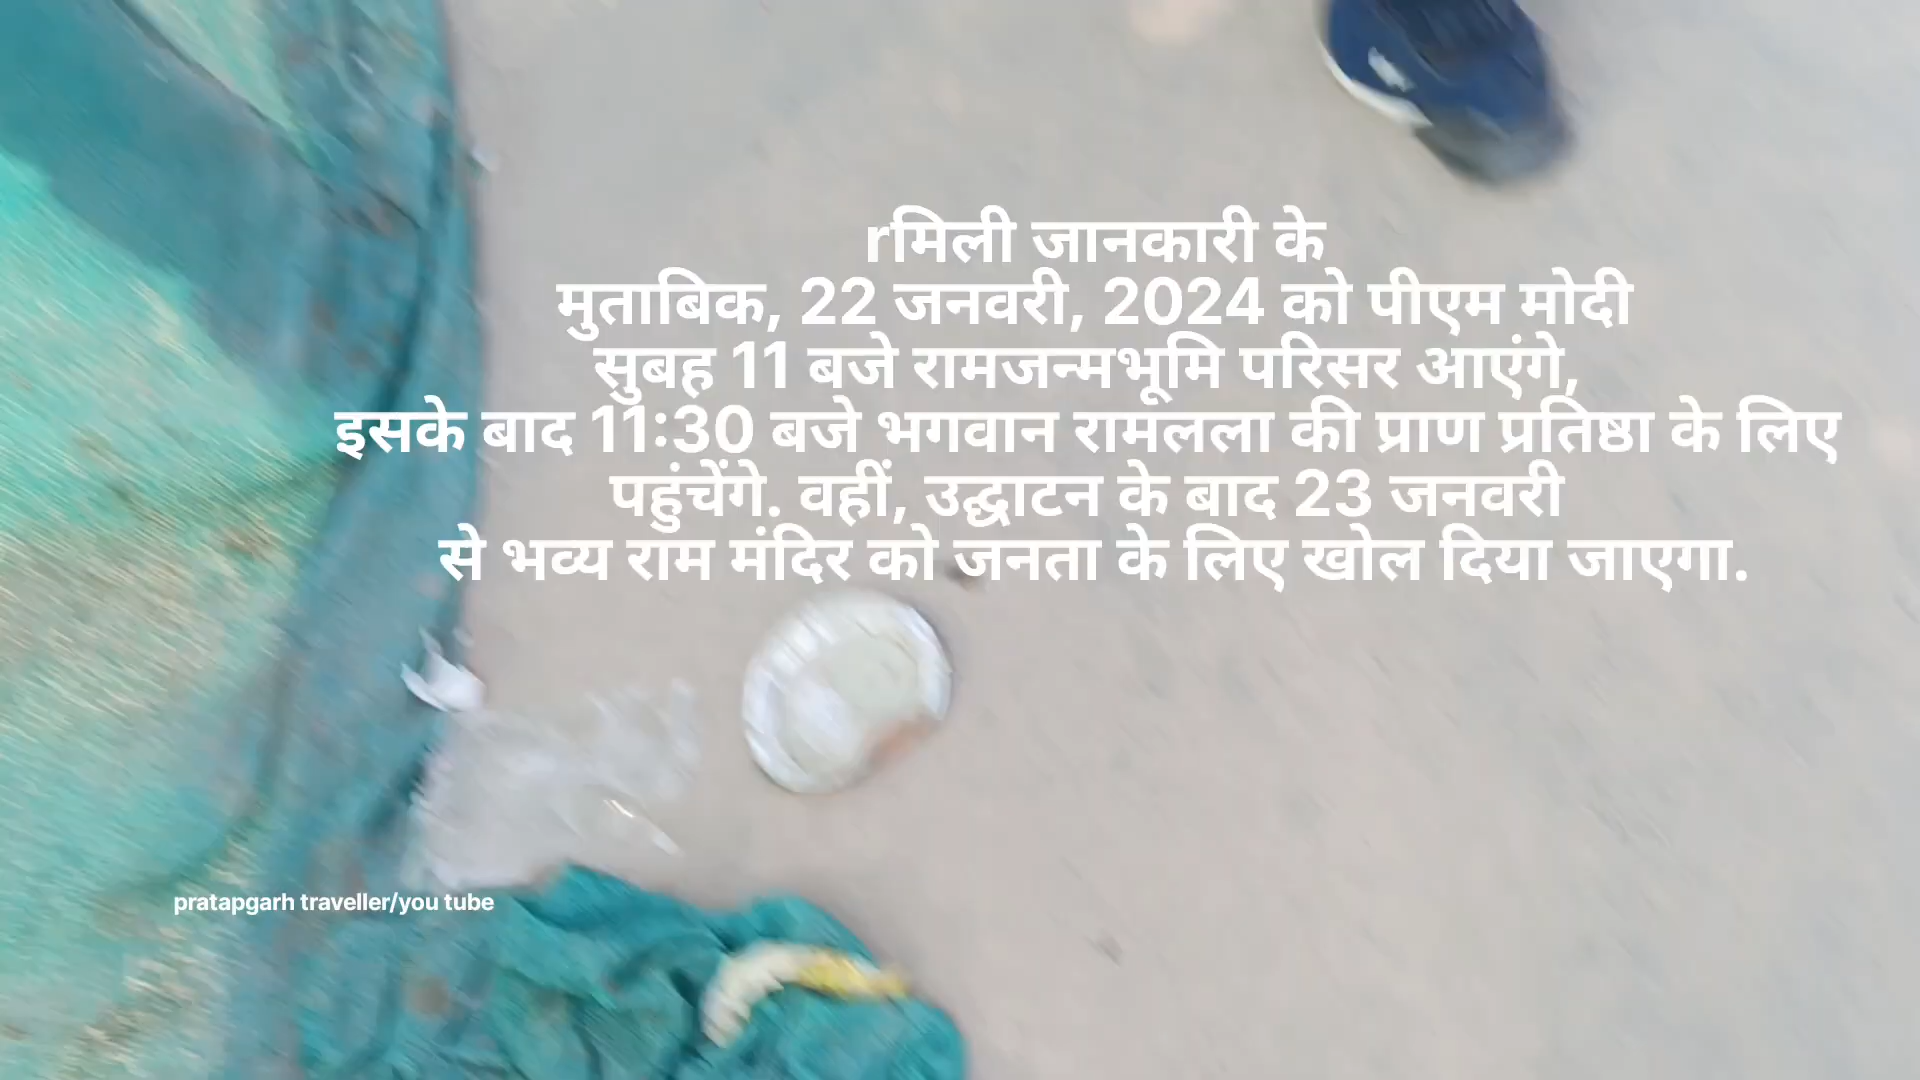 rमिली जानकारी के
मुताबिक, 22 जनवरी, 2024 को पीएम मोदी
सुबह 11 बजे रामजन्मभूमि परिसर आएंगे,
इसके बाद 11:30 बजे भगवान रामलला की प्राण प्रतिष्ठा के लिए
पहुंचेंगे. वहीं, उद्घाटन के बाद 23 जनवरी
से भव्य राम मंदिर को जनता के लिए खोल दिया जाएगा.
pratapgarh traveller/you tube